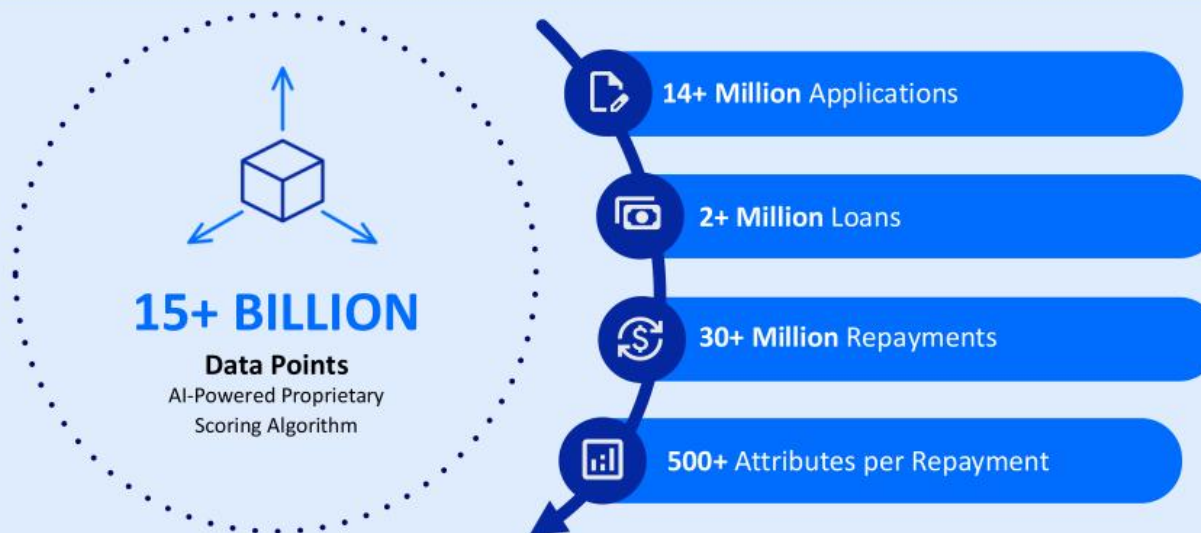 15+ BILLION
Data Points
AI-Powered Proprietary
Scoring Algorithm
14+ Million Applications
2+ Million Loans
30+ Million Repayments
500+ Attributes per Repayment